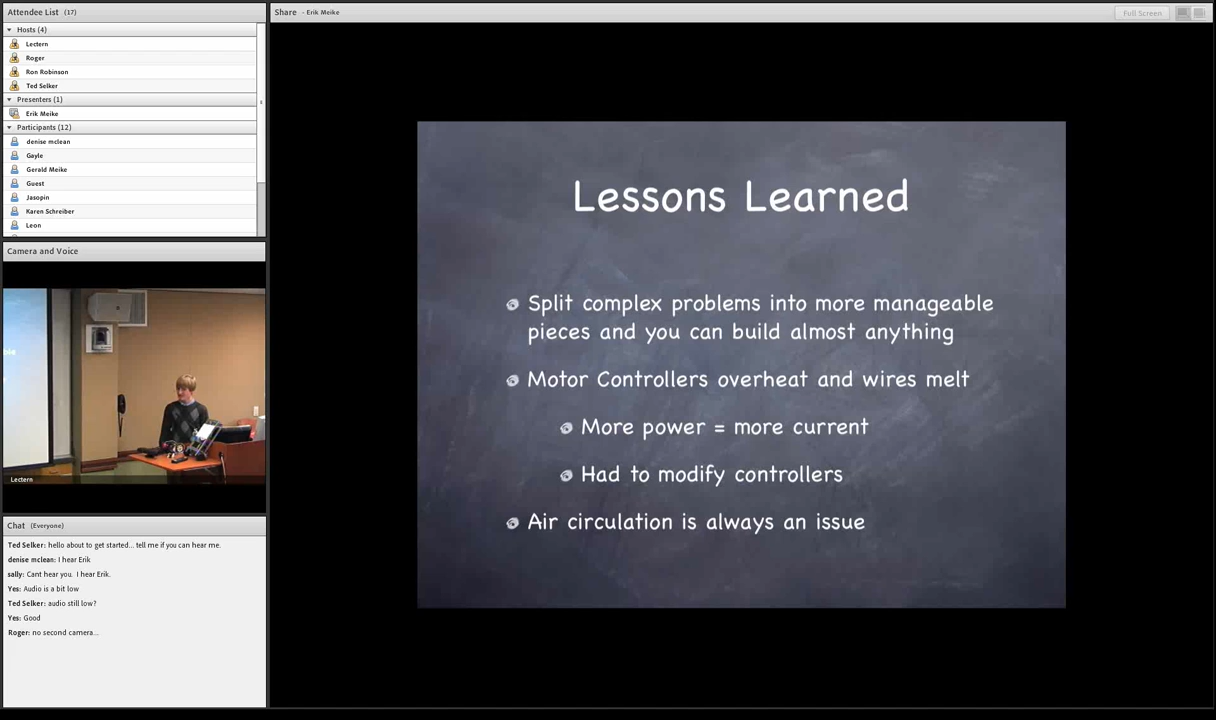 Attendee List (17)
Hosts (4)
Lectern
Roger
Ron Robinson
Ted Selker
Presenters (1)
Erik Meike
Participants (12)
denise mclean
Gayle
Gerald Meike
Guest
Jasopin
Karen Schreiber
Leon
Camera and Voice
Lectern
Chat (Everyone)
Ted Selker: hello about to get started... tell me if you can hear me.
denise mclean: I hear Erik
sally: Cant hear you. I hear Erik.
Yes: Audio is a bit low
Ted Selker: audio still low?
Yes: Good
Roger: no second camera...
Share - Erik Meike
Full Screen
Lessons Learned
Split complex problems into more manageable
pieces and you can build almost anything
Motor Controllers overheat and wires melt
More power = more current
Had to modify controllers
Air circulation is always an issue